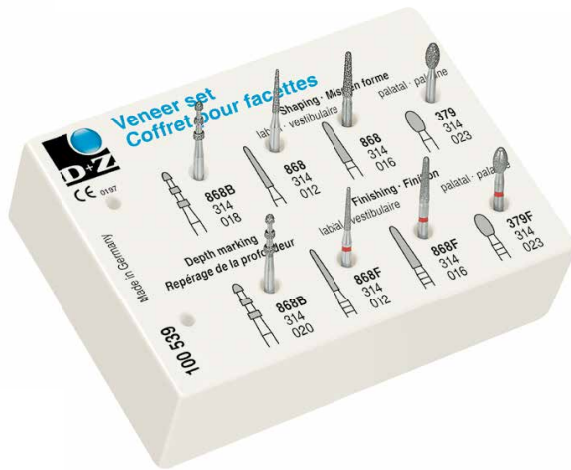 Veneer set
Coffret pour facettes
D+Z
CE 0197
Shaping · Mise en forme
labial · vestibulaire
palatal · palatine
868B
314
018
868
314
012
868
314
016
379
314
023
Depth marking
Repérage de la profondeur
Finishing · Finition
labial · vestibulaire
palatal · palatine
868B
314
020
868F
314
012
868F
314
016
379F
314
023
Made in Germany
100 539